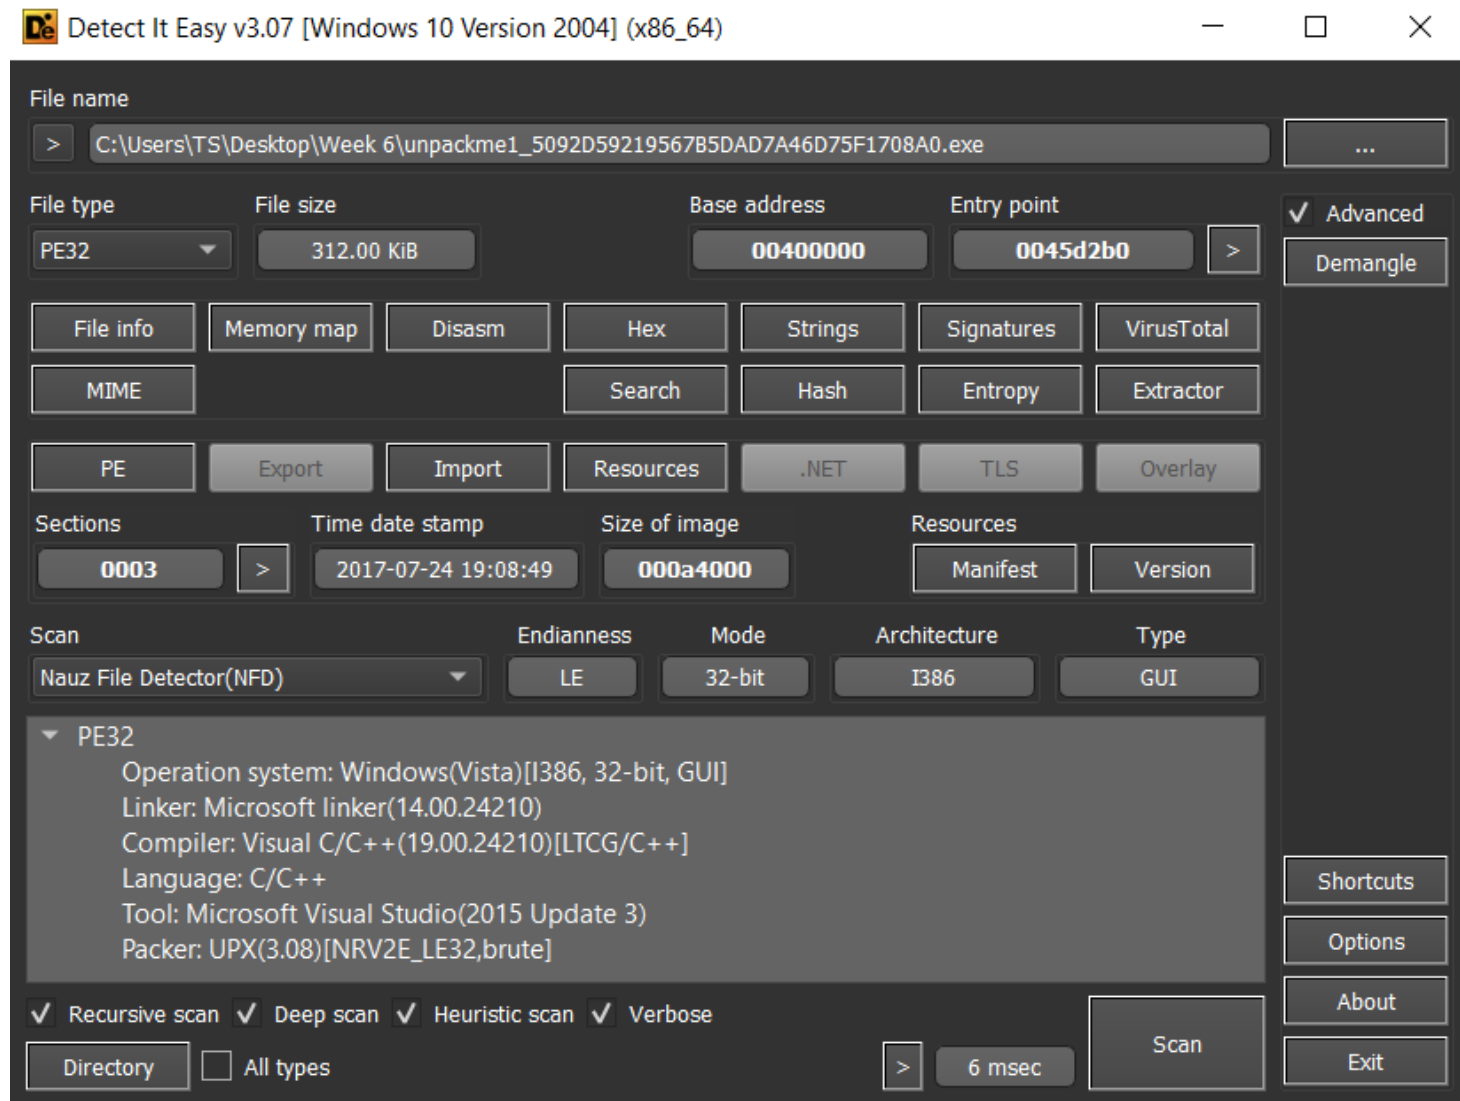 Detect It Easy v3.07 [Windows 10 Version 2004] (x86_64)
File name
> C:\Users\TS\Desktop\Week 6\unpackme1_5092D59219567B5DAD7A46D75F1708A0.exe ...
File type File size Base address Entry point Advanced
PE32 312.00 KiB 00400000 0045d2b0 > Demangle
File info Memory map Disasm Hex Strings Signatures VirusTotal
MIME Search Hash Entropy Extractor
PE Export Import Resources .NET TLS Overlay
Sections Time date stamp Size of image Resources
0003 > 2017-07-24 19:08:49 000a4000 Manifest Version
Scan Endianness Mode Architecture Type
Nauz File Detector(NFD) LE 32-bit I386 GUI
PE32
Operation system: Windows(Vista)[I386, 32-bit, GUI]
Linker: Microsoft linker(14.00.24210)
Compiler: Visual C/C++(19.00.24210)[LTCG/C++]
Language: C/C++
Tool: Microsoft Visual Studio(2015 Update 3)
Packer: UPX(3.08)[NRV2E_LE32,brute]
Shortcuts
Options
About
Recursive scan Deep scan Heuristic scan Verbose
Directory All types > 6 msec Scan Exit